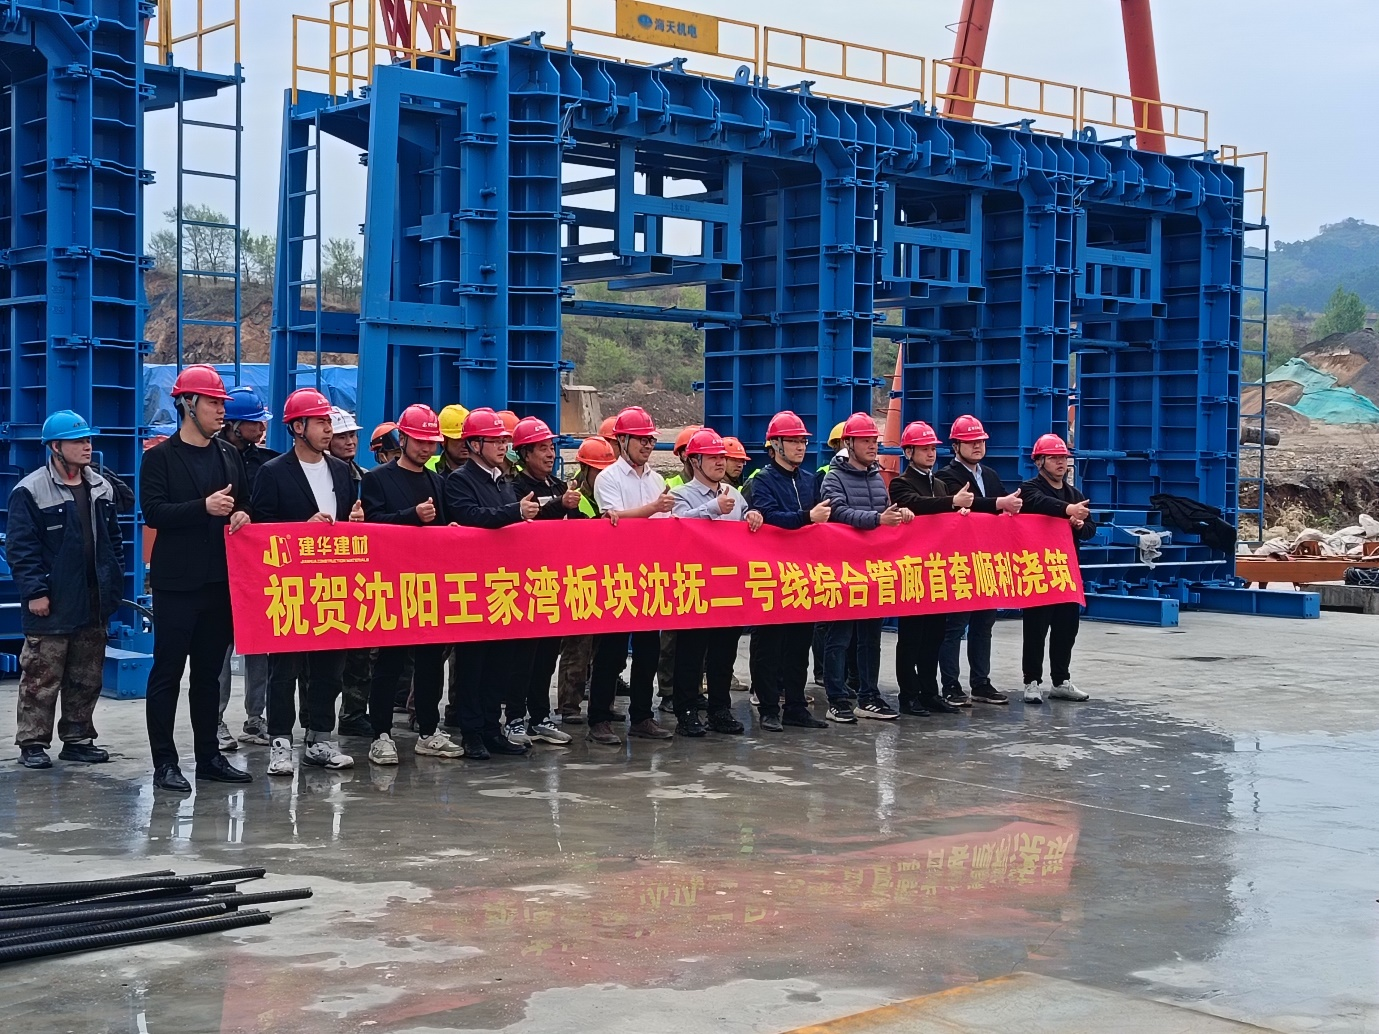 海天机电
建华建材
JIANHUA CONSTRUCTION MATERIALS
祝贺沈阳王家湾板块沈抚二号线综合管廊首套顺利浇筑